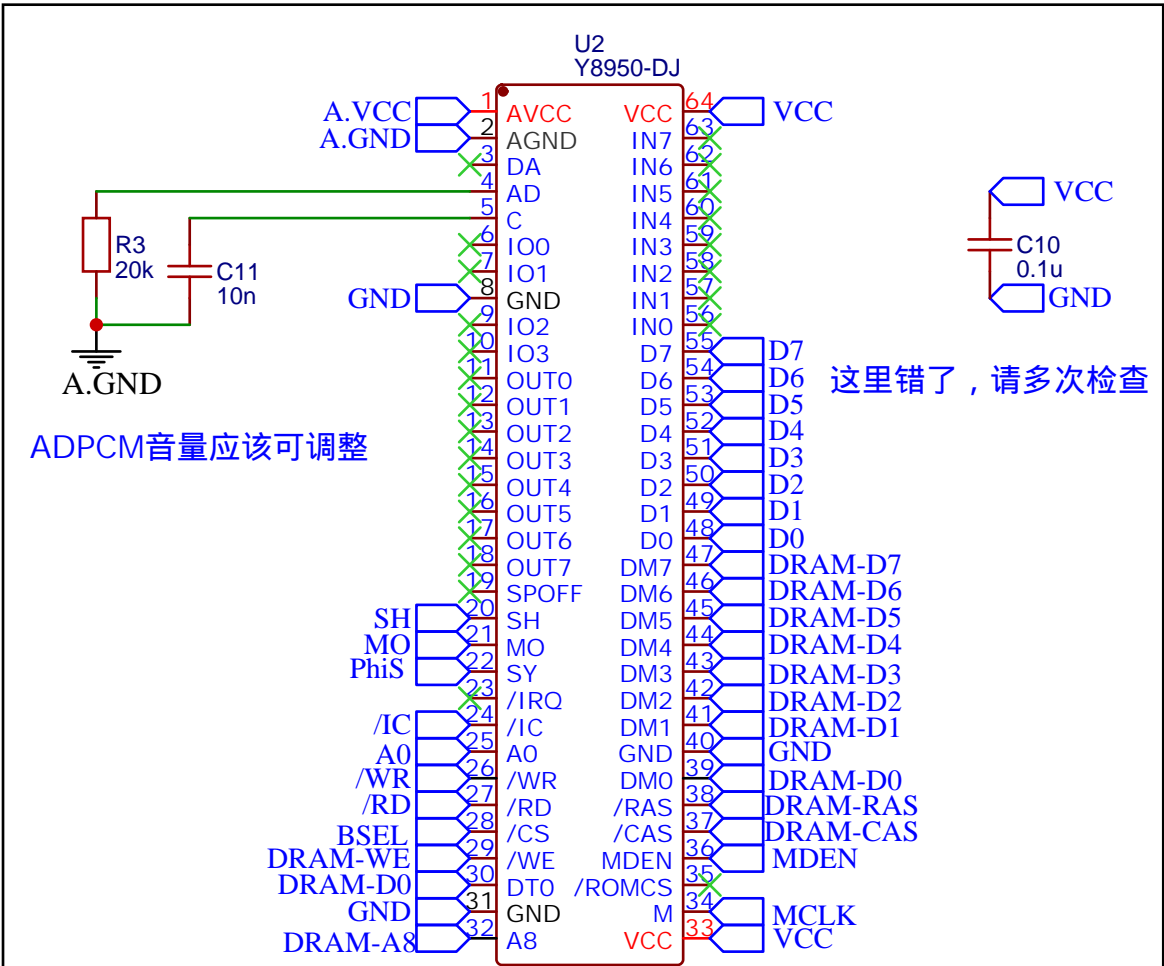 U2
Y8950-DJ
A.VCC 1 AVCC VCC 64 VCC
A.GND 2 AGND IN7 63
3 DA IN6 62
4 AD IN5 61 VCC
5 C IN4 60
R3 6 IO0 IN3 59 C10
20k C11 7 IO1 IN2 58 0.1u
10n GND 8 GND IN1 57 GND
9 IO2 IN0 56
10 IO3 D7 55 D7
A.GND 11 OUT0 D6 54 D6 这里错了，请多次检查
12 OUT1 D5 53 D5
13 OUT2 D4 52 D4
ADPCM音量应该可调整 14 OUT3 D3 51 D3
15 OUT4 D2 50 D2
16 OUT5 D1 49 D1
17 OUT6 D0 48 D0
18 OUT7 DM7 47 DRAM-D7
19 SPOFF DM6 46 DRAM-D6
SH 20 SH DM5 45 DRAM-D5
MO 21 MO DM4 44 DRAM-D4
PhiS 22 SY DM3 43 DRAM-D3
23 /IRQ DM2 42 DRAM-D2
/IC 24 /IC DM1 41 DRAM-D1
A0 25 A0 GND 40 GND
/WR 26 /WR DM0 39 DRAM-D0
/RD 27 /RD /RAS 38 DRAM-RAS
BSEL 28 /CS /CAS 37 DRAM-CAS
DRAM-WE 29 /WE MDEN 36 MDEN
DRAM-D0 30 DT0 /ROMCS 35
GND 31 GND M 34 MCLK
DRAM-A8 32 A8 VCC 33 VCC